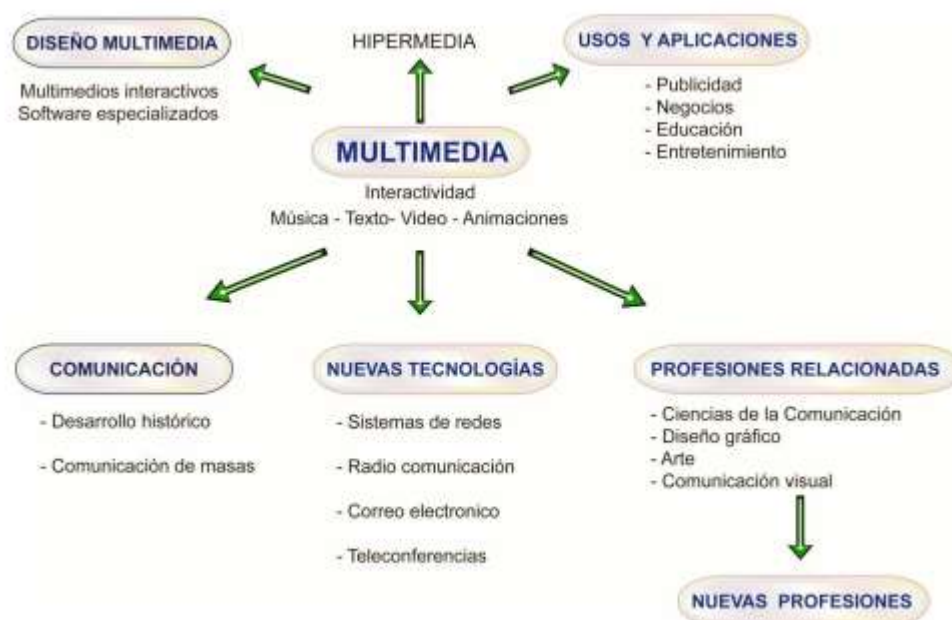 DISEÑO MULTIMEDIA
Multimedios interactivos
Software especializados
HIPERMEDIA
USOS Y APLICACIONES
- Publicidad
- Negocios
- Educación
- Entretenimiento
MULTIMEDIA
Interactividad
Música - Texto- Video - Animaciones
COMUNICACIÓN
- Desarrollo histórico
- Comunicación de masas
NUEVAS TECNOLOGÍAS
- Sistemas de redes
- Radio comunicación
- Correo electronico
- Teleconferencias
PROFESIONES RELACIONADAS
- Ciencias de la Comunicación
- Diseño gráfico
- Arte
- Comunicación visual
NUEVAS PROFESIONES